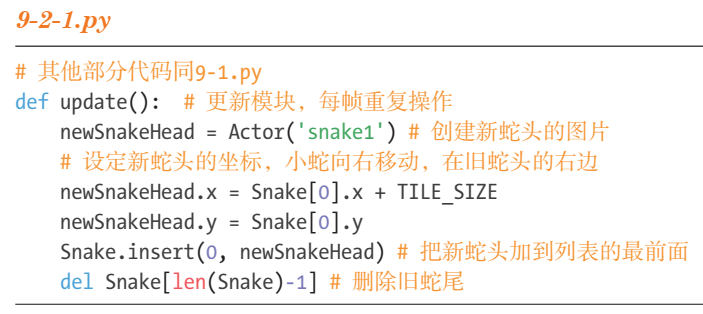 9-2-1.py
# 其他部分代码同9-1.py
def update():  # 更新模块，每帧重复操作
    newSnakeHead = Actor('snake1') # 创建新蛇头的图片
    # 设定新蛇头的坐标，小蛇向右移动，在旧蛇头的右边
    newSnakeHead.x = Snake[0].x + TILE_SIZE
    newSnakeHead.y = Snake[0].y
    Snake.insert(0, newSnakeHead) # 把新蛇头加到列表的最前面
    del Snake[len(Snake)-1] # 删除旧蛇尾